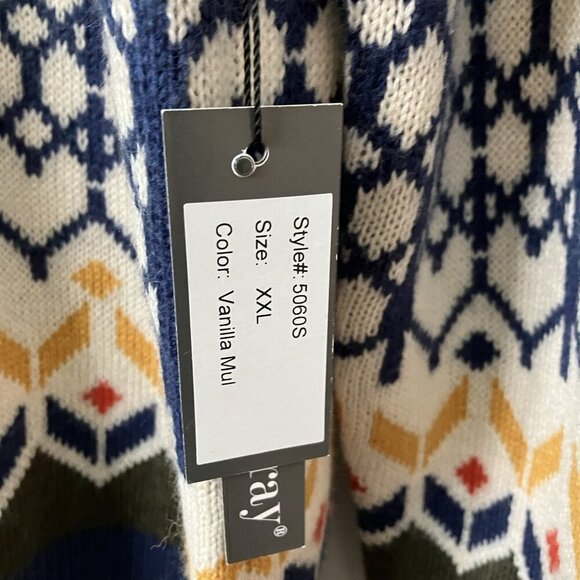 Style#: 5060S
Size: XXL
Color: Vanilla Mul